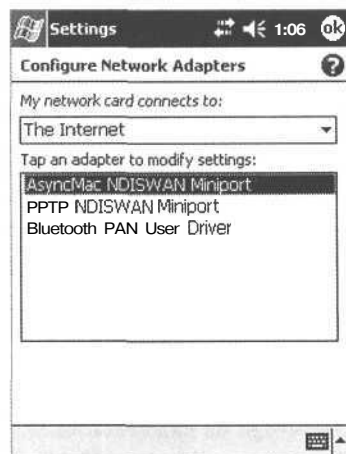 Settings 1:06 ok
Configure Network Adapters ?
My network card connects to:
The Internet
Tap an adapter to modify settings:
AsyncMac NDISWAN Miniport
PPTP NDISWAN Miniport
Bluetooth PAN User Driver